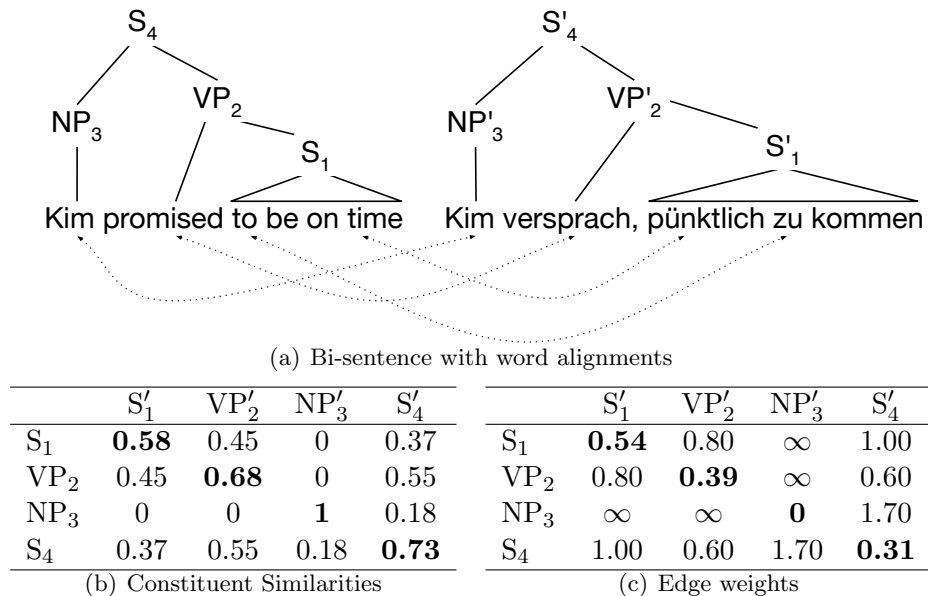 S₄ S'₄
VP₂ VP'₂
NP₃ NP'₃
S₁ S'₁
Kim promised to be on time Kim versprach, pünktlich zu kommen
(a) Bi-sentence with word alignments
S′₁ VP′₂ NP′₃ S′₄
S₁ 0.58 0.45 0 0.37
VP₂ 0.45 0.68 0 0.55
NP₃ 0 0 1 0.18
S₄ 0.37 0.55 0.18 0.73
(b) Constituent Similarities
S′₁ VP′₂ NP′₃ S′₄
S₁ 0.54 0.80 ∞ 1.00
VP₂ 0.80 0.39 ∞ 0.60
NP₃ ∞ ∞ 0 1.70
S₄ 1.00 0.60 1.70 0.31
(c) Edge weights